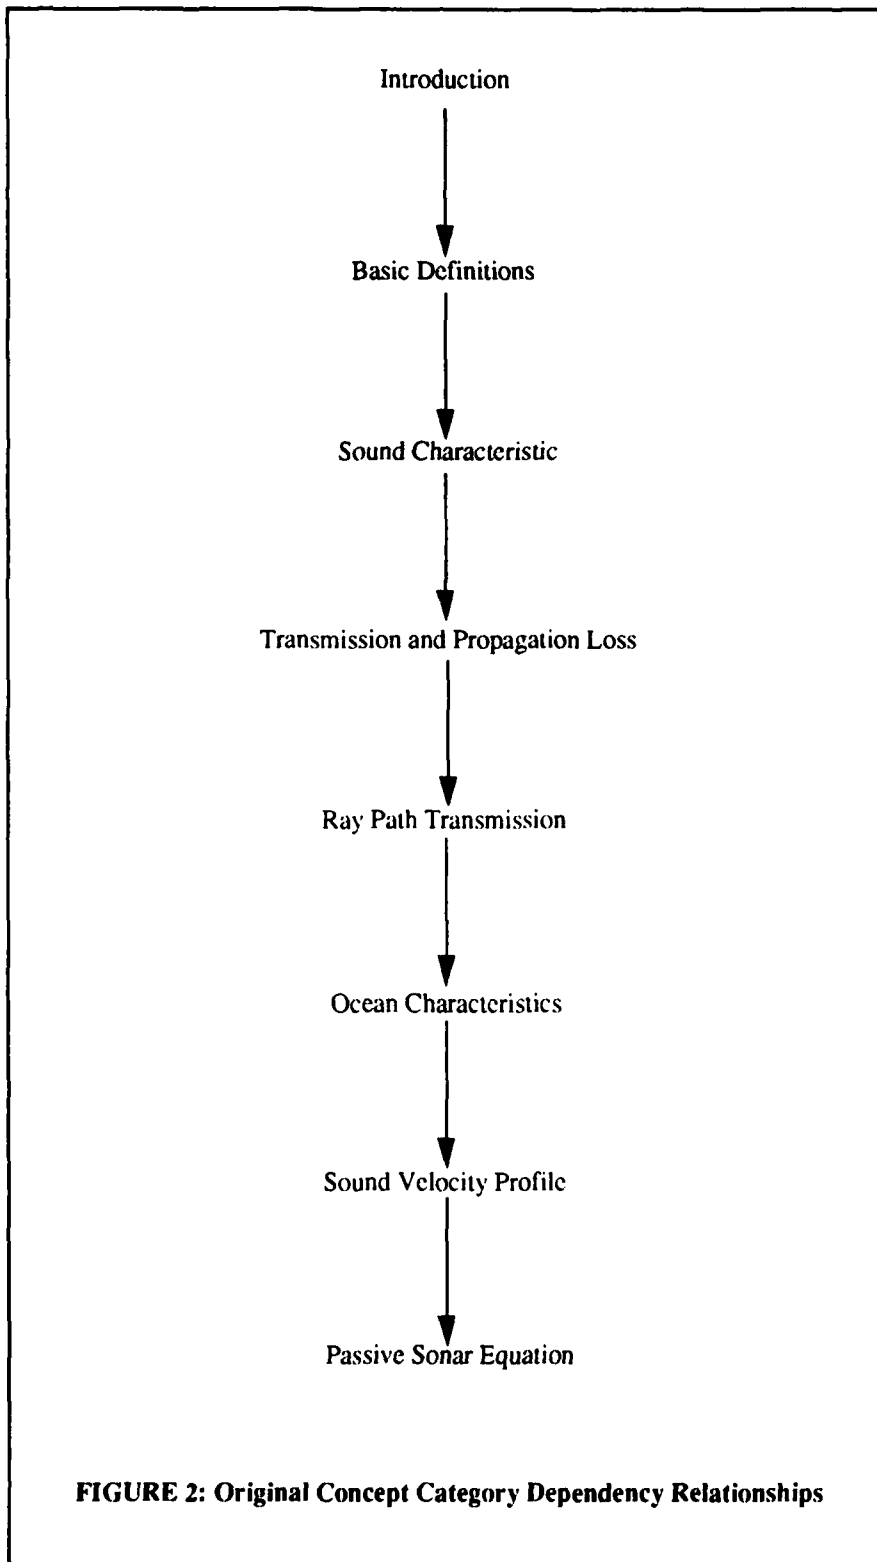 Introduction
Basic Definitions
Sound Characteristic
Transmission and Propagation Loss
Ray Path Transmission
Ocean Characteristics
Sound Velocity Profile
Passive Sonar Equation
FIGURE 2: Original Concept Category Dependency Relationships